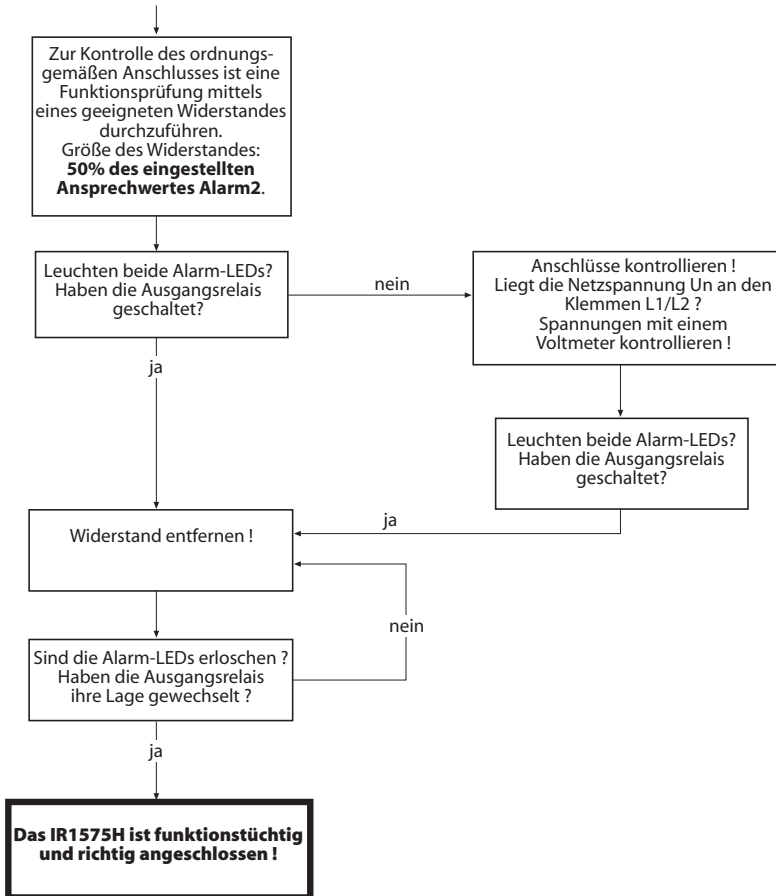 Zur Kontrolle des ordnungs-
gemäßen Anschlusses ist eine
Funktionsprüfung mittels
eines geeigneten Widerstandes
durchzuführen.
Größe des Widerstandes:
50% des eingestellten
Ansprechwertes Alarm2.
Leuchten beide Alarm-LEDs?
Haben die Ausgangsrelais
geschaltet?
nein
Anschlüsse kontrollieren !
Liegt die Netzspannung Un an den
Klemmen L1/L2 ?
Spannungen mit einem
Voltmeter kontrollieren !
ja
Leuchten beide Alarm-LEDs?
Haben die Ausgangsrelais
geschaltet?
ja
Widerstand entfernen !
nein
Sind die Alarm-LEDs erloschen ?
Haben die Ausgangsrelais
ihre Lage gewechselt ?
ja
Das IR1575H ist funktionstüchtig
und richtig angeschlossen !